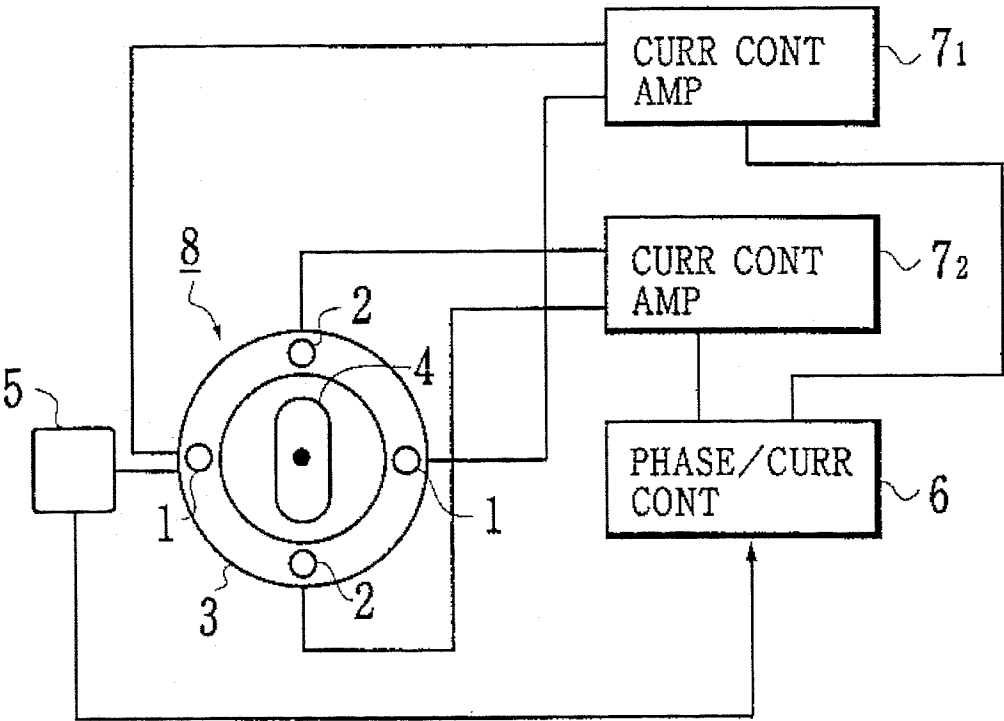 CURR CONT
AMP
7₁
8
2
CURR CONT
AMP
7₂
5
4
1
1
PHASE/CURR
CONT
6
3
2